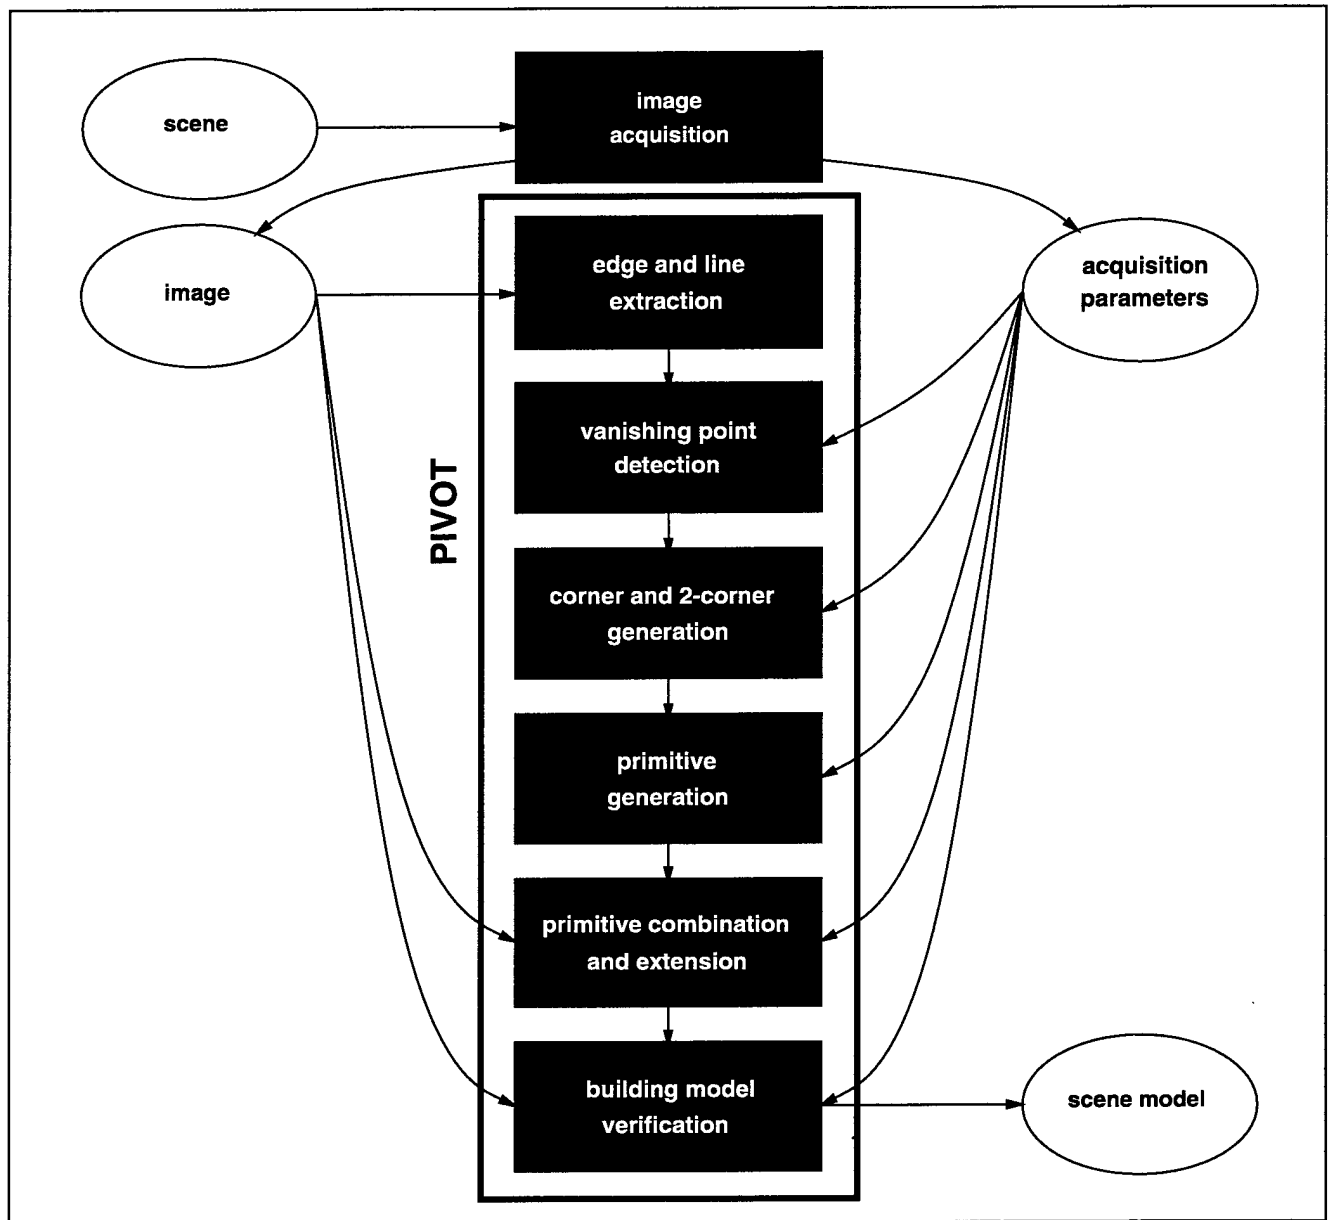 scene
image
acquisition
image
edge and line
extraction
acquisition
parameters
PIVOT
vanishing point
detection
corner and 2-corner
generation
primitive
generation
primitive combination
and extension
building model
verification
scene model